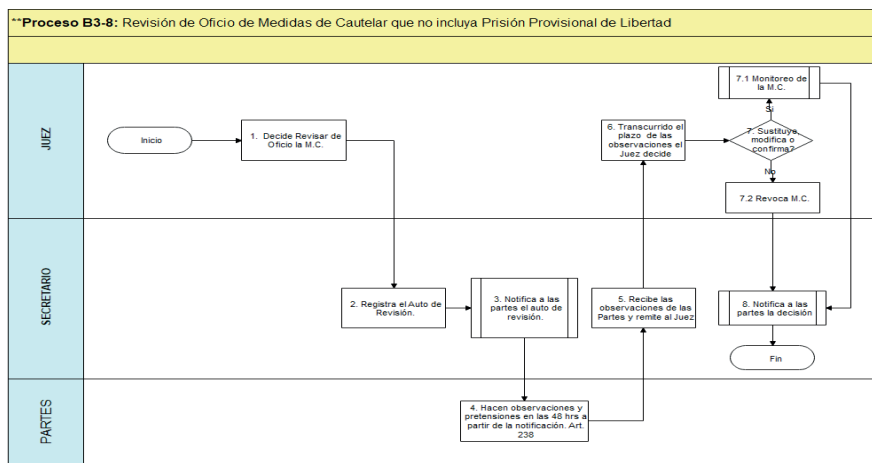 **Proceso B3-8: Revisión de Oficio de Medidas de Cautelar que no incluya Prisión Provisional de Libertad
JUEZ
Inicio
1. Decide Revisar de
Oficio la M.C.
6. Transcurrido el
plazo de las
observaciones el
Juez decide
7.1 Monitoreo de
la M.C.
Si
7. Sustituye,
modifica o
confirma?
No
7.2 Revoca M.C.
SECRETARIO
2. Registra el Auto de
Revisión.
3. Notifica a las
partes el auto de
revisión.
5. Recibe las
observaciones de las
Partes y remite al Juez
8. Notifica a las
partes la decisión
Fin
PARTES
4. Hacen observaciones y
pretensiones en las 48 hrs a
partir de la notificación. Art.
238